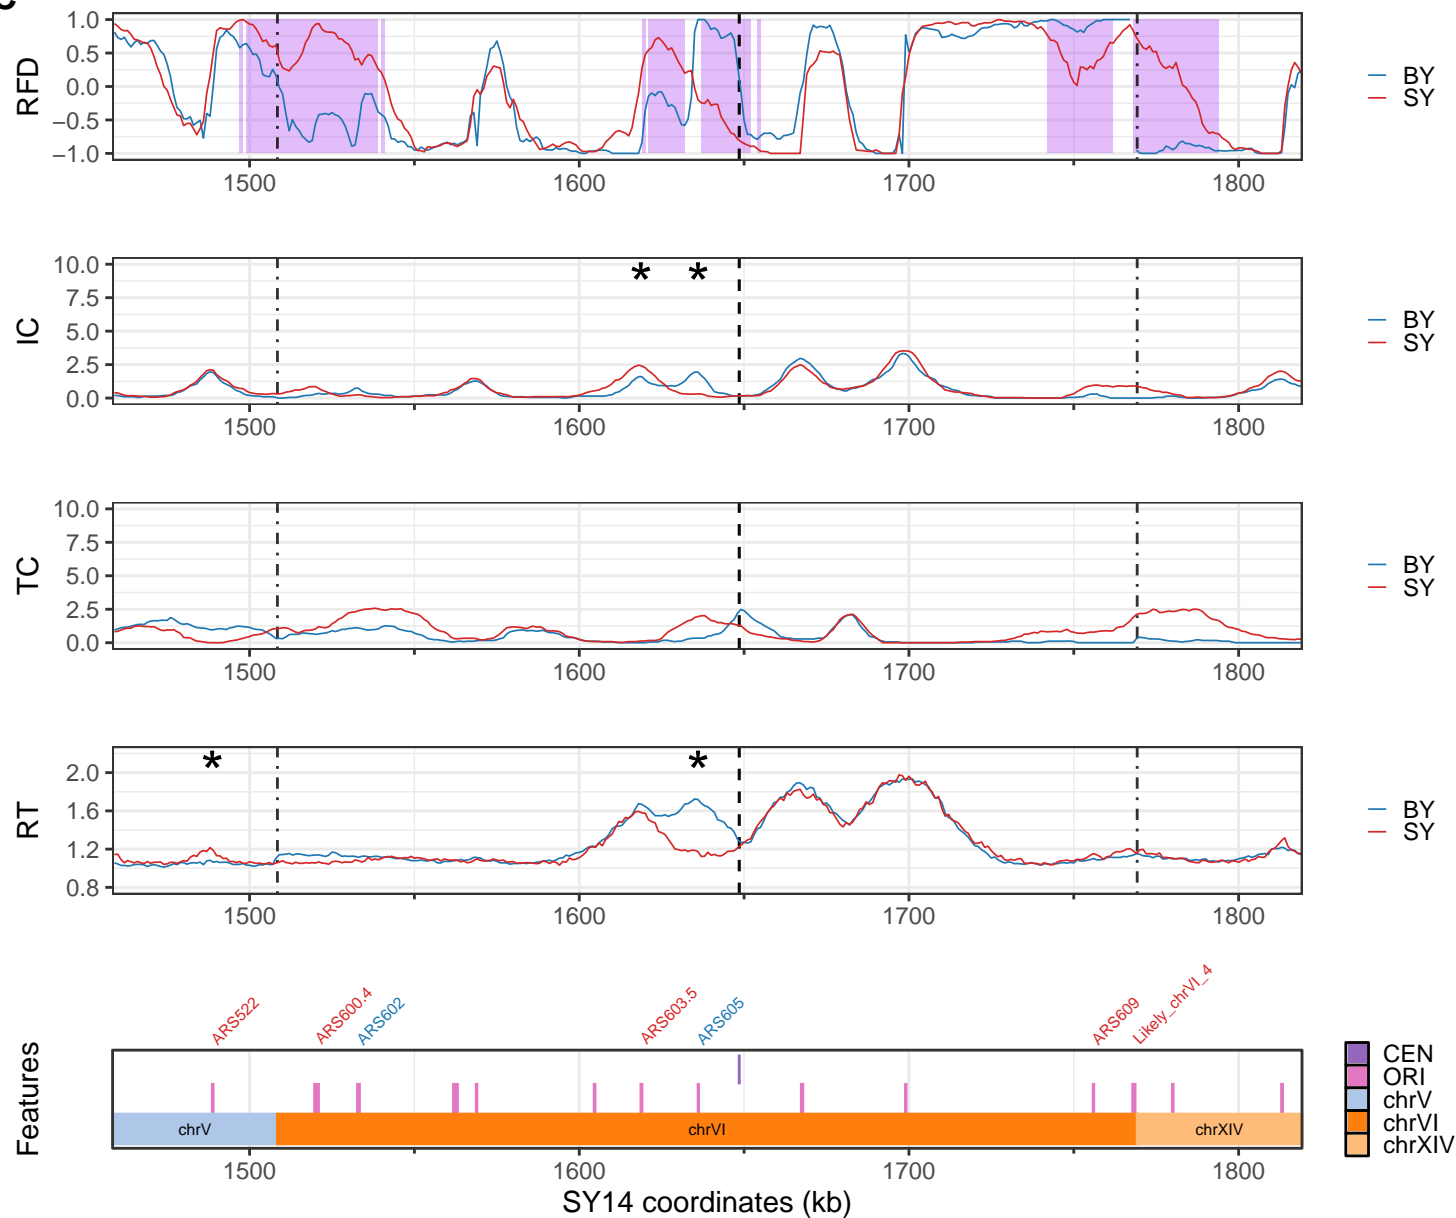 1.0
0.5
0.0
−0.5
−1.0
RFD
1500 1600 1700 1800
BY
SY
* *
10.0
7.5
5.0
2.5
0.0
IC
1500 1600 1700 1800
BY
SY
10.0
7.5
5.0
2.5
0.0
TC
1500 1600 1700 1800
BY
SY
* *
2.0
1.6
1.2
0.8
RT
1500 1600 1700 1800
BY
SY
ARS522 ARS600.4 ARS602 ARS603.5 ARS605 ARS609 Likely_chrVI_4
Features
chrV chrVI chrXIV
CEN
ORI
chrV
chrVI
chrXIV
1500 1600 1700 1800
SY14 coordinates (kb)